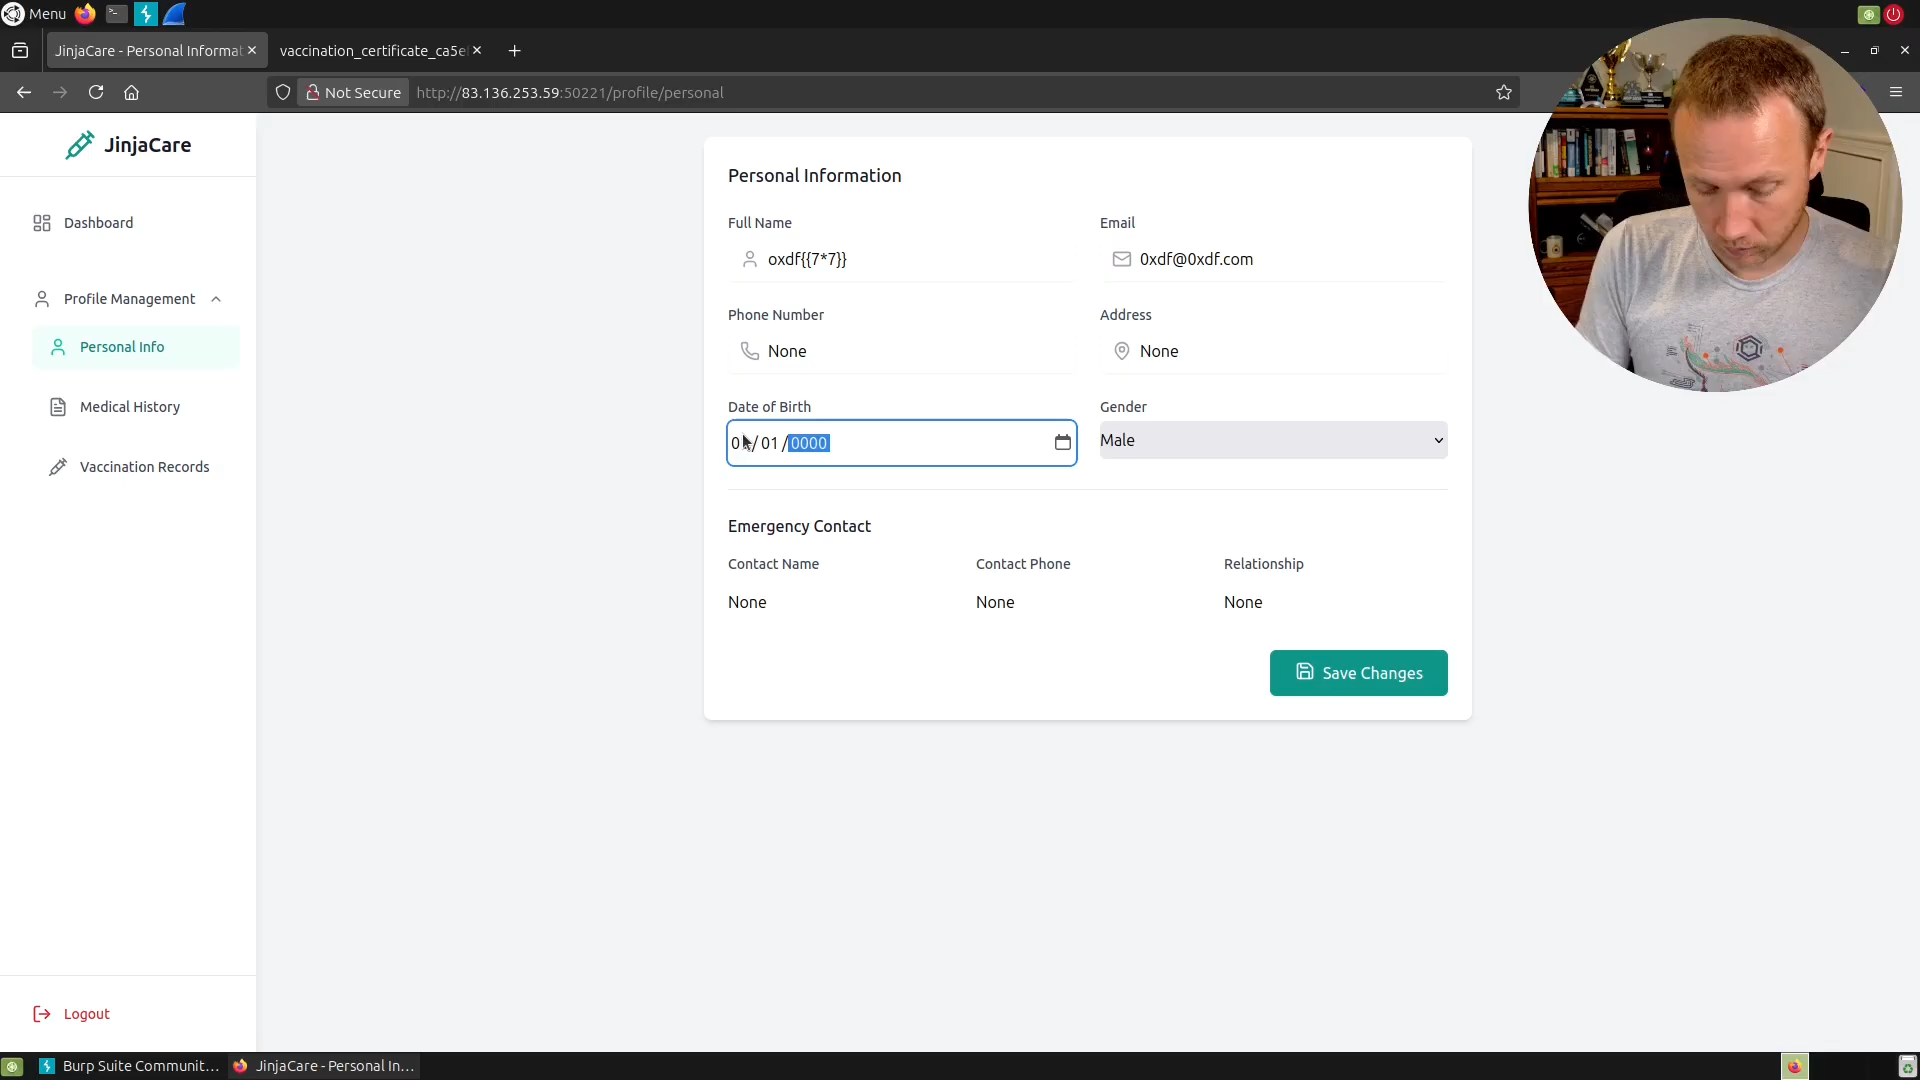 Menu
JinjaCare - Personal Informat
vaccination_certificate_ca5e
Not Secure
http://83.136.253.59:50221/profile/personal
JinjaCare
Dashboard
Profile Management
Personal Info
Medical History
Vaccination Records
Logout
Personal Information
Full Name
oxdf{{7*7}}
Email
0xdf@0xdf.com
Phone Number
None
Address
None
Date of Birth
0 / 01 / 0000
Gender
Male
Emergency Contact
Contact Name
None
Contact Phone
None
Relationship
None
Save Changes
Burp Suite Communit...
JinjaCare - Personal In...